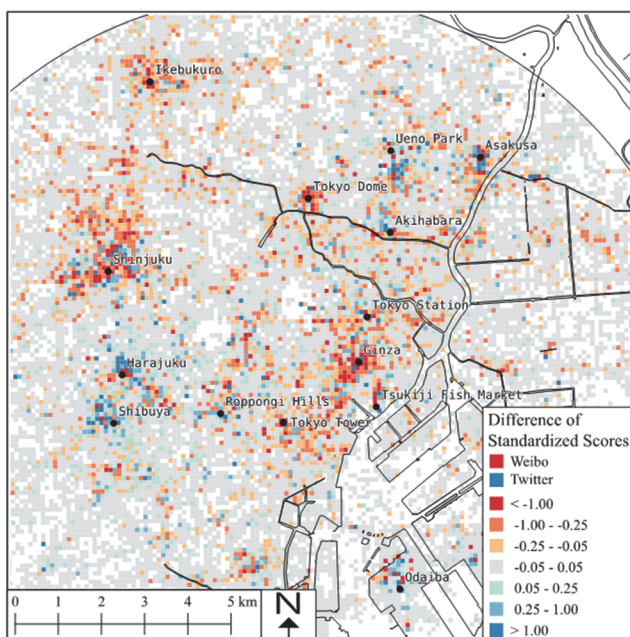 Ikebukuro
Ueno Park
Asakusa
Tokyo Dome
Akihabara
Shinjuku
Tokyo Station
Ginza
Harajuku
Tsukiji Fish Market
Roppongi Hills
Shibuya
Tokyo Tower
Odaiba
Difference of
Standardized Scores
Weibo
Twitter
< -1.00
-1.00 - -0.25
-0.25 - -0.05
-0.05 - 0.05
0.05 - 0.25
0.25 - 1.00
> 1.00
0 1 2 3 4 5 km
N